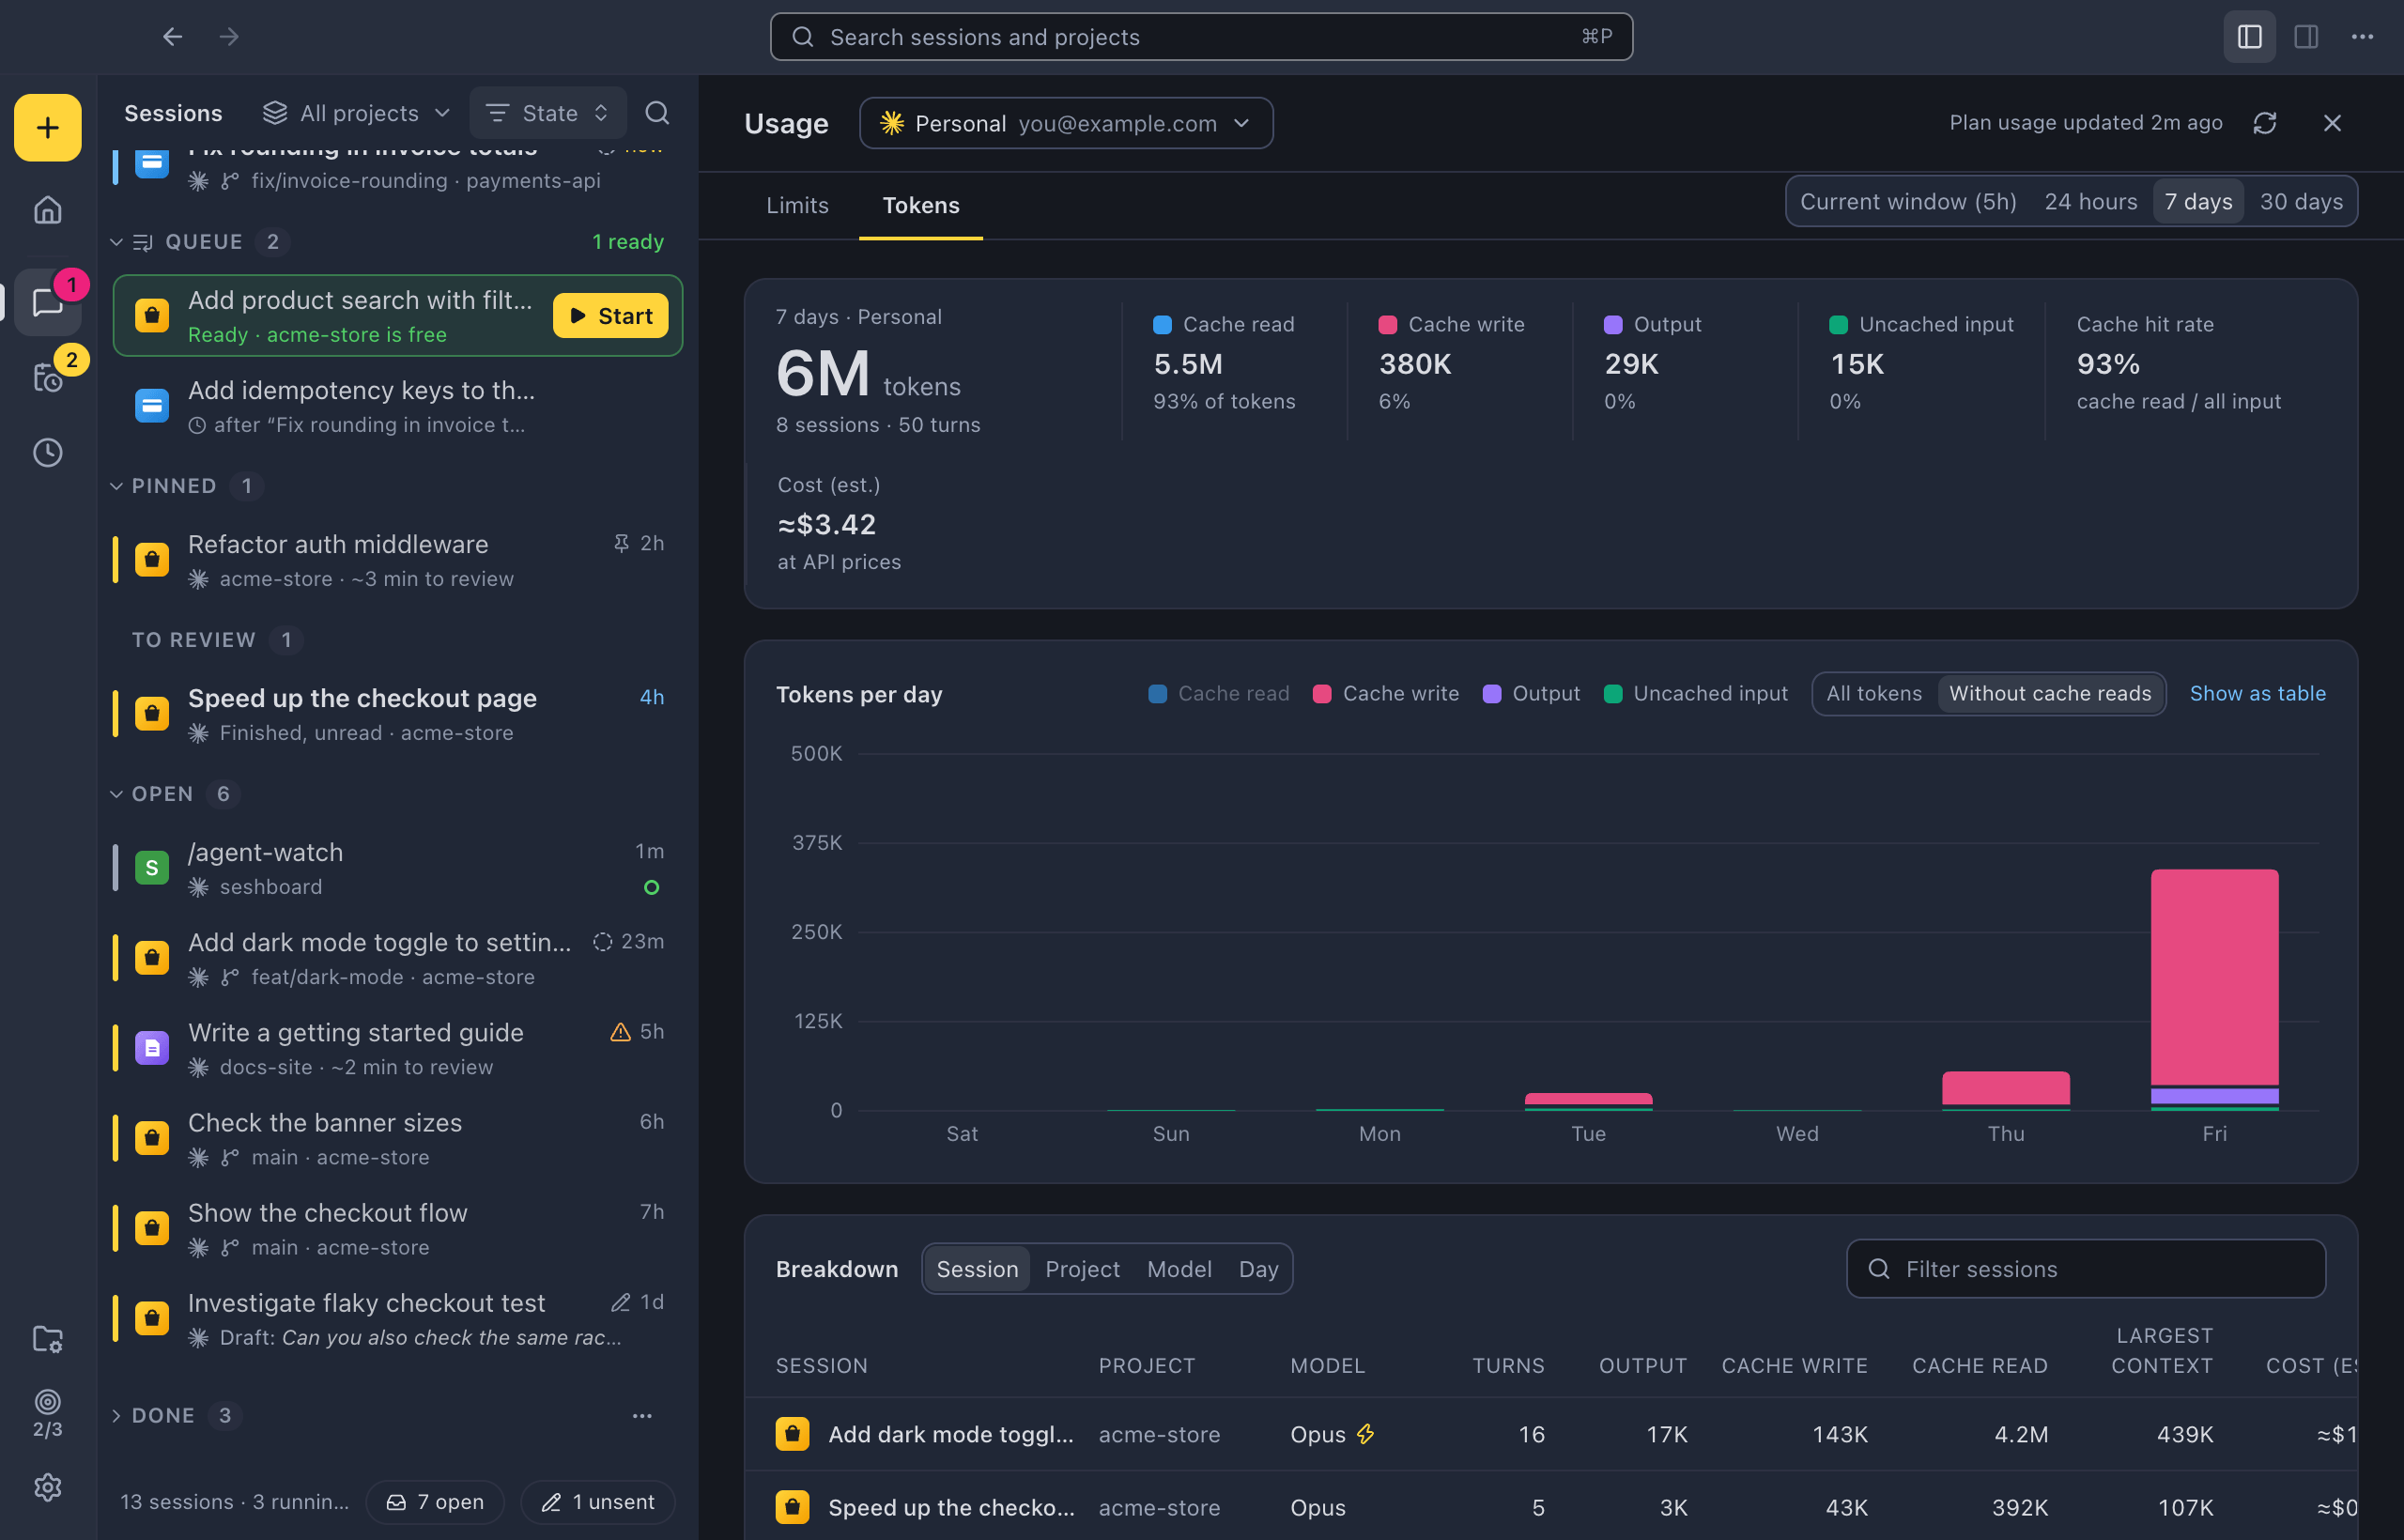 Search sessions and projects ⌘P
Sessions All projects State
Fix rounding in invoice totals now
fix/invoice-rounding · payments-api
QUEUE 2 1 ready
Add product search with filt...
Ready · acme-store is free
Start
Add idempotency keys to th...
after “Fix rounding in invoice t...
PINNED 1
Refactor auth middleware 2h
acme-store · ~3 min to review
TO REVIEW 1
Speed up the checkout page 4h
Finished, unread · acme-store
OPEN 6
S
/agent-watch 1m
seshboard
Add dark mode toggle to settin... 23m
feat/dark-mode · acme-store
Write a getting started guide 5h
docs-site · ~2 min to review
Check the banner sizes 6h
main · acme-store
Show the checkout flow 7h
main · acme-store
Investigate flaky checkout test 1d
Draft: Can you also check the same rac...
DONE 3
13 sessions · 3 runnin... 7 open 1 unsent
1
2
2/3
Usage Personal you@example.com Plan usage updated 2m ago
Limits Tokens Current window (5h) 24 hours 7 days 30 days
7 days · Personal
6M tokens
8 sessions · 50 turns
Cache read
5.5M
93% of tokens
Cache write
380K
6%
Output
29K
0%
Uncached input
15K
0%
Cache hit rate
93%
cache read / all input
Cost (est.)
≈$3.42
at API prices
Tokens per day Cache read Cache write Output Uncached input All tokens Without cache reads Show as table
500K
375K
250K
125K
0
Sat Sun Mon Tue Wed Thu Fri
Breakdown Session Project Model Day Filter sessions
SESSION PROJECT MODEL TURNS OUTPUT CACHE WRITE CACHE READ LARGEST CONTEXT COST (ES
Add dark mode toggl... acme-store Opus 16 17K 143K 4.2M 439K ≈$1
Speed up the checko... acme-store Opus 5 3K 43K 392K 107K ≈$0